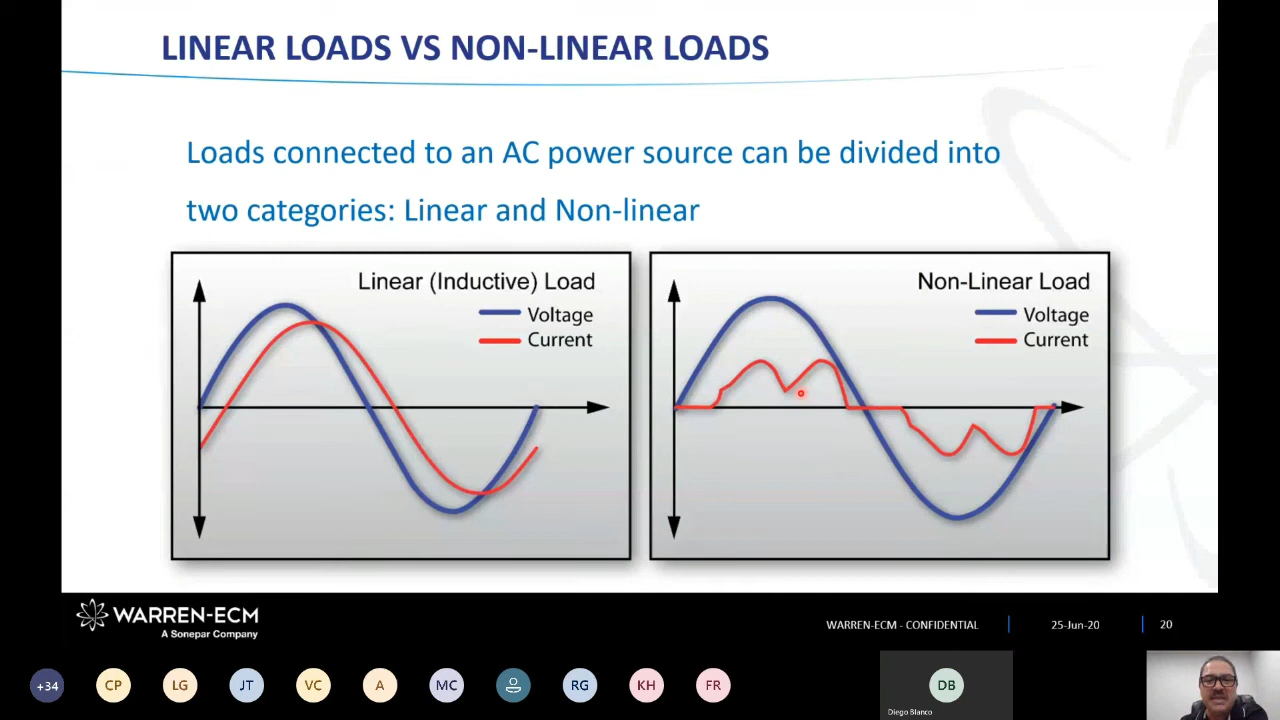 LINEAR LOADS VS NON-LINEAR LOADS
Loads connected to an AC power source can be divided into
two categories: Linear and Non-linear
Linear (Inductive) Load
Voltage
Current
Non-Linear Load
Voltage
Current
WARREN-ECM
A Sonepar Company
WARREN-ECM - CONFIDENTIAL
25-Jun-20
20
+34
CP
LG
JT
VC
A
MC
RG
KH
FR
DB
Diego Blanco